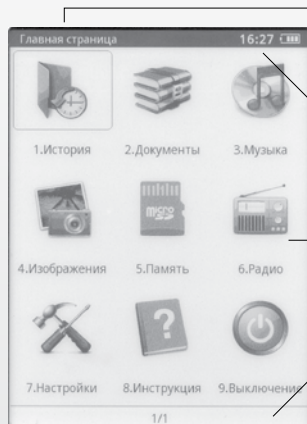 Главная страница 16:27
1.История 2.Документы 3.Музыка
micro
4.Изображения 5.Память 6.Радио
?
7.Настройки 8.Инструкция 9.Выключение
1/1